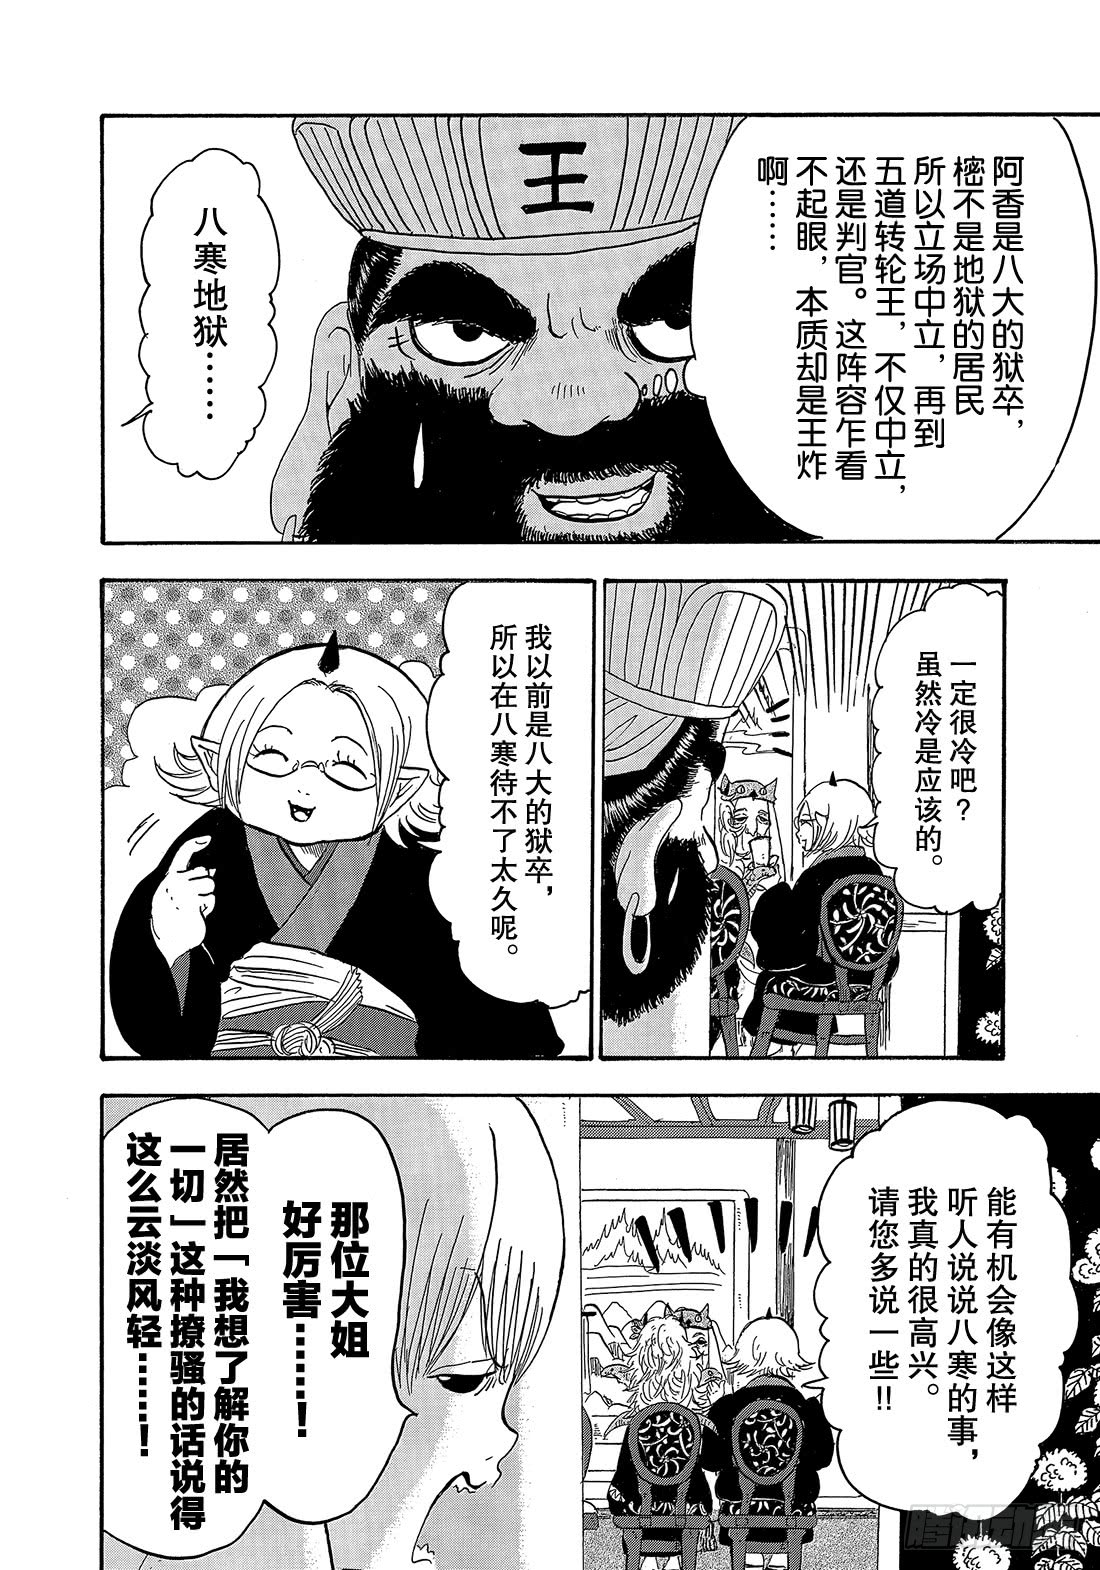 阿香是八大的狱卒，
樒不是地狱的居民
所以立场中立，再到
五道转轮王，不仅中立，
还是判官。这阵容乍看
不起眼，本质却是王炸
啊……
王
八寒地狱……
一定很冷吧？
虽然冷是应该的。
我以前是八大的狱卒，
所以在八寒待不了太久呢。
能有机会像这样
听人说说八寒的事，
我真的很高兴。
请您多说一些!!
那位大姐
好厉害……!
居然把「我想了解你的
一切」这种撩骚的话说得
这么云淡风轻……!
腾讯动漫